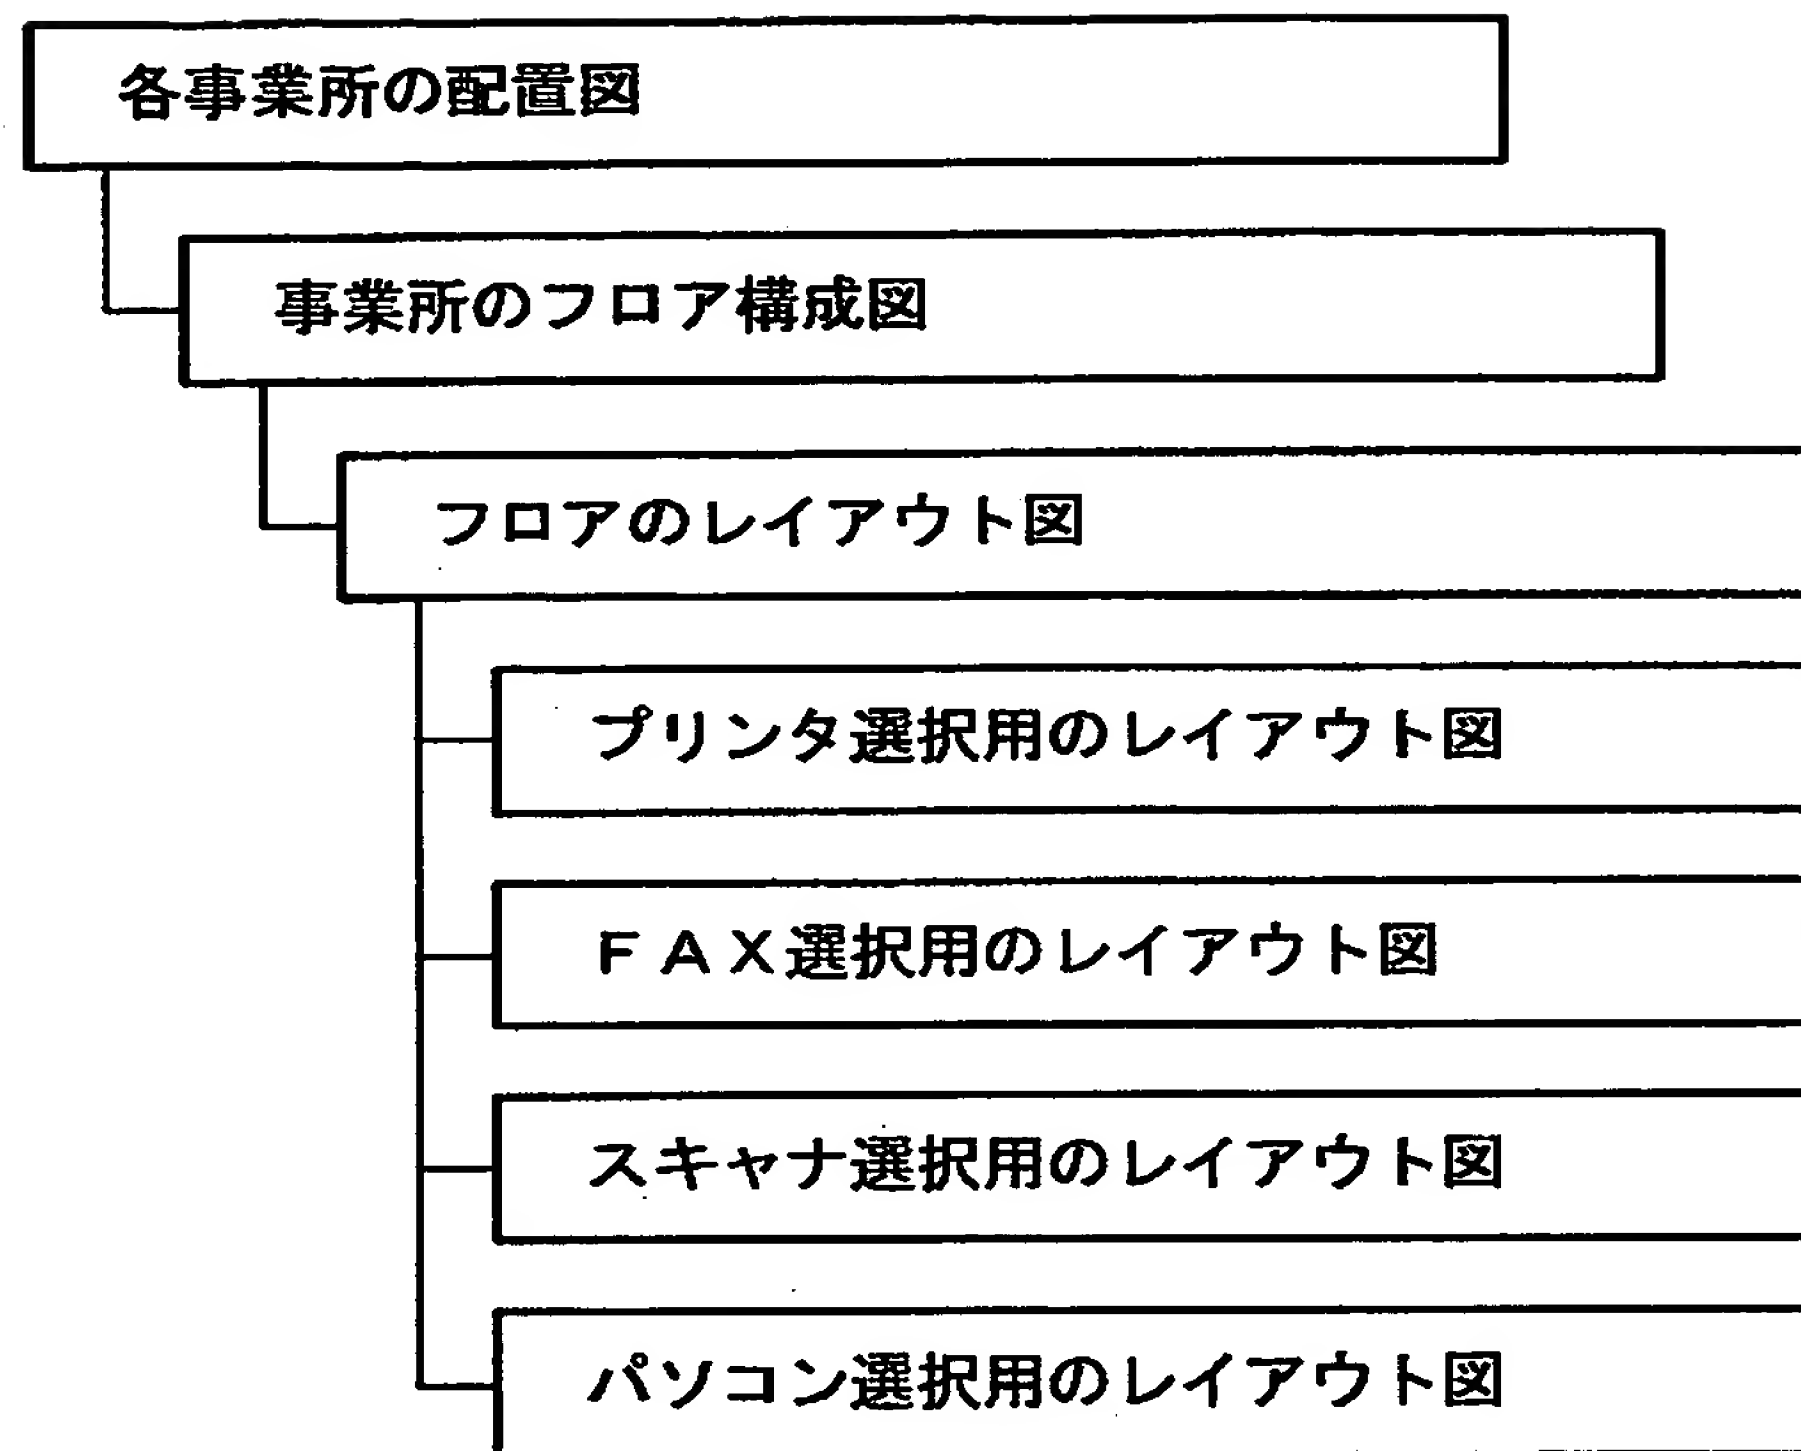 各事業所の配置図
事業所のフロア構成図
フロアのレイアウト図
プリンタ選択用のレイアウト図
ＦＡＸ選択用のレイアウト図
スキャナ選択用のレイアウト図
パソコン選択用のレイアウト図